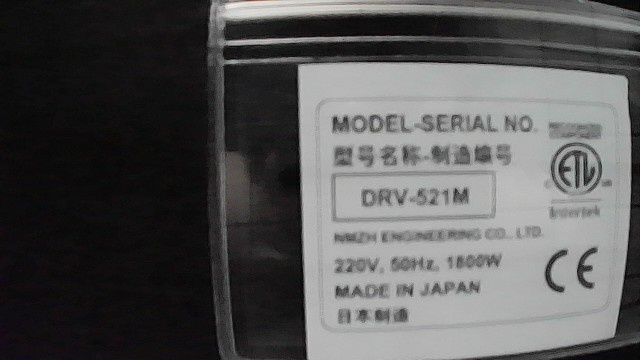 MODEL-SERIAL NO.
型号名称-制造编号
DRV-521M
ENGINEERING CO., LTD.
220V, 50Hz, 1800W
MADE IN JAPAN
日本制造
ETL
Intertek
CE